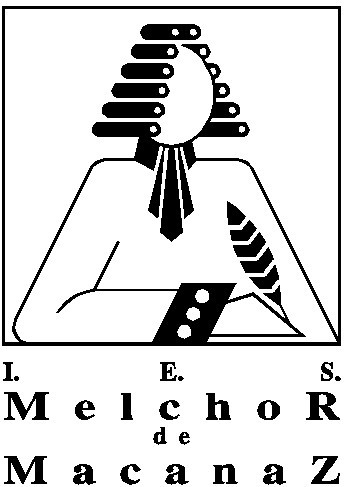 I. E. S.
MelchoR
de
MacanaZ